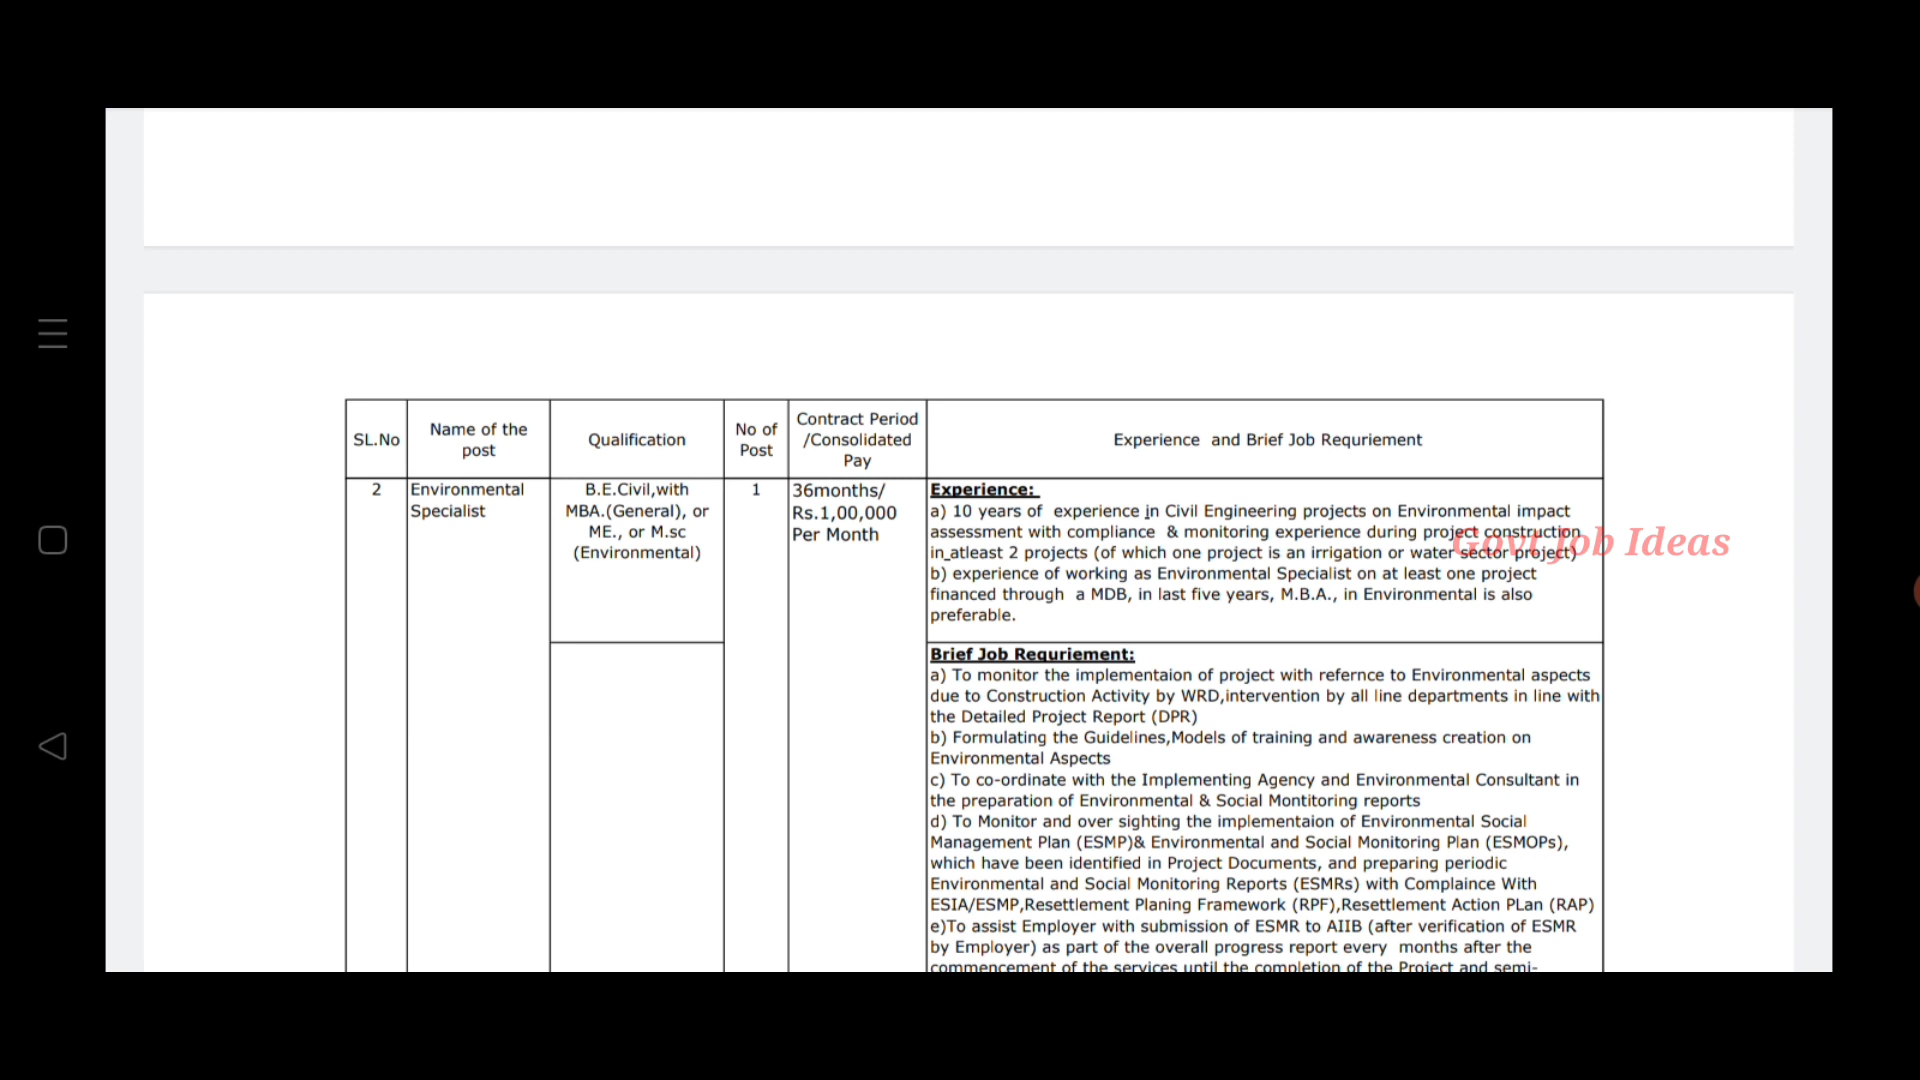 SL.No
Name of the
post
Qualification
No of
Post
Contract Period
/Consolidated
Pay
Experience and Brief Job Requriement
2
Environmental
Specialist
B.E.Civil,with
MBA.(General), or
ME., or M.sc
(Environmental)
1
36months/
Rs.1,00,000
Per Month
Experience:
a) 10 years of experience in Civil Engineering projects on Environmental impact
assessment with compliance & monitoring experience during project construction
in atleast 2 projects (of which one project is an irrigation or water sector project)
b) experience of working as Environmental Specialist on at least one project
financed through a MDB, in last five years, M.B.A., in Environmental is also
preferable.
Govt Job Ideas
Brief Job Requriement:
a) To monitor the implementaion of project with refernce to Environmental aspects
due to Construction Activity by WRD,intervention by all line departments in line with
the Detailed Project Report (DPR)
b) Formulating the Guidelines,Models of training and awareness creation on
Environmental Aspects
c) To co-ordinate with the Implementing Agency and Environmental Consultant in
the preparation of Environmental & Social Montitoring reports
d) To Monitor and over sighting the implementaion of Environmental Social
Management Plan (ESMP)& Environmental and Social Monitoring Plan (ESMOPs),
which have been identified in Project Documents, and preparing periodic
Environmental and Social Monitoring Reports (ESMRs) with Complaince With
ESIA/ESMP,Resettlement Planing Framework (RPF),Resettlement Action PLan (RAP)
e)To assist Employer with submission of ESMR to AIIB (after verification of ESMR
by Employer) as part of the overall progress report every months after the
commencement of the services until the completion of the Project and semi-